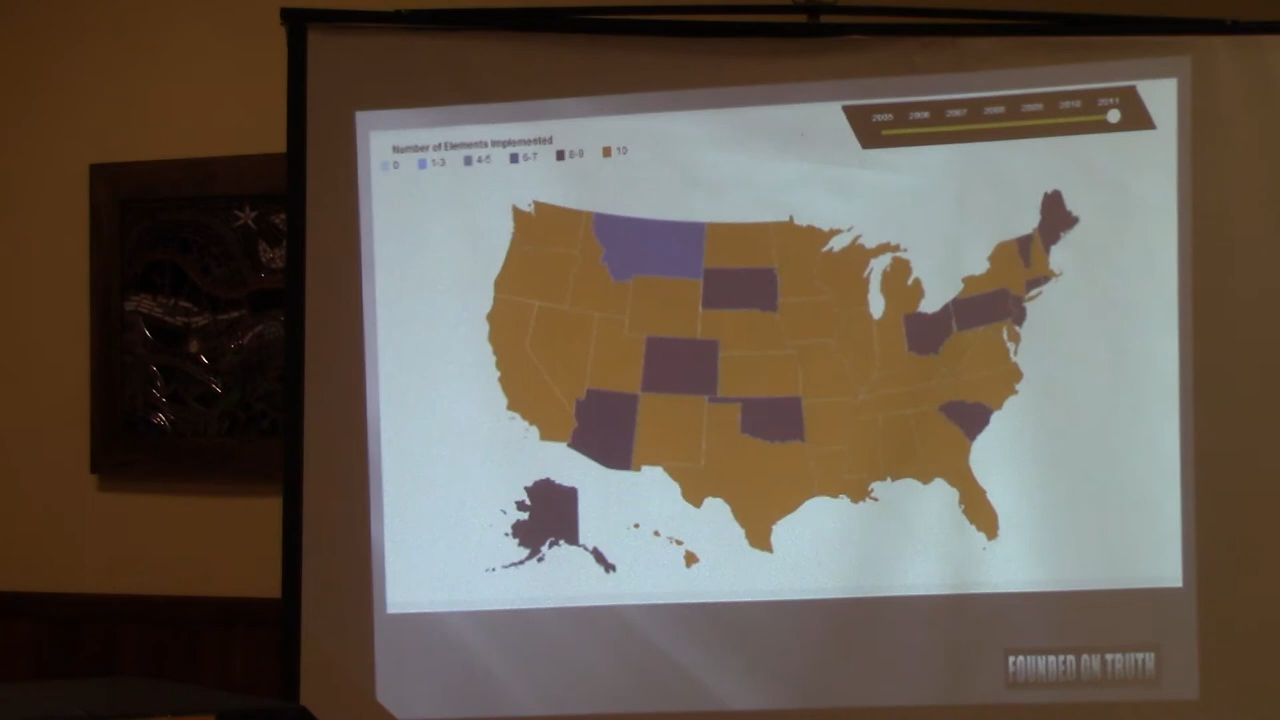 2005 2006 2007 2008 2009 2010 2011
Number of Elements Implemented
0 1-3 4-5 6-7 8-9 10
FOUNDED ON TRUTH